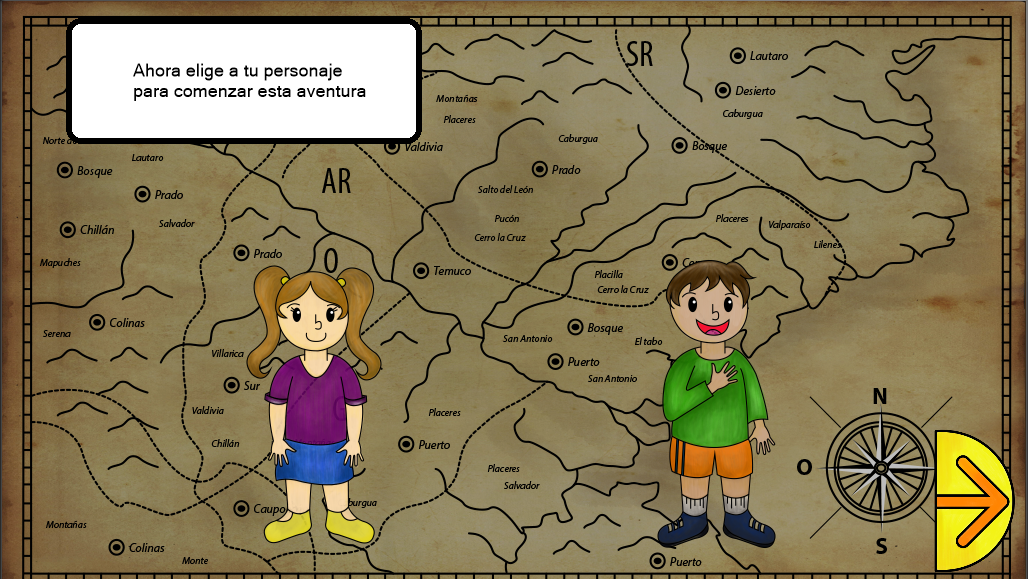 Ahora elige a tu personaje
para comenzar esta aventura
SR
Lautaro
Desierto
Caburgua
Montañas
Placeres
Norte
Valdivia
Caburgua
Bosque
Lautaro
Bosque
AR
Prado
Prado
Salto del León
Salvador
Pucón
Placeres
Valparaíso
Chillán
Cerro la Cruz
Lilenes
Prado
O
Mapuches
Temuco
Placilla
Cerro la Cruz
Colinas
Serena
San Antonio
Bosque
El tabo
Villarica
Puerto
Sur
San Antonio
N
Valdivia
Placeres
Chillán
Puerto
O
Placeres
Salvador
Montañas
Colinas
S
Monte
Puerto